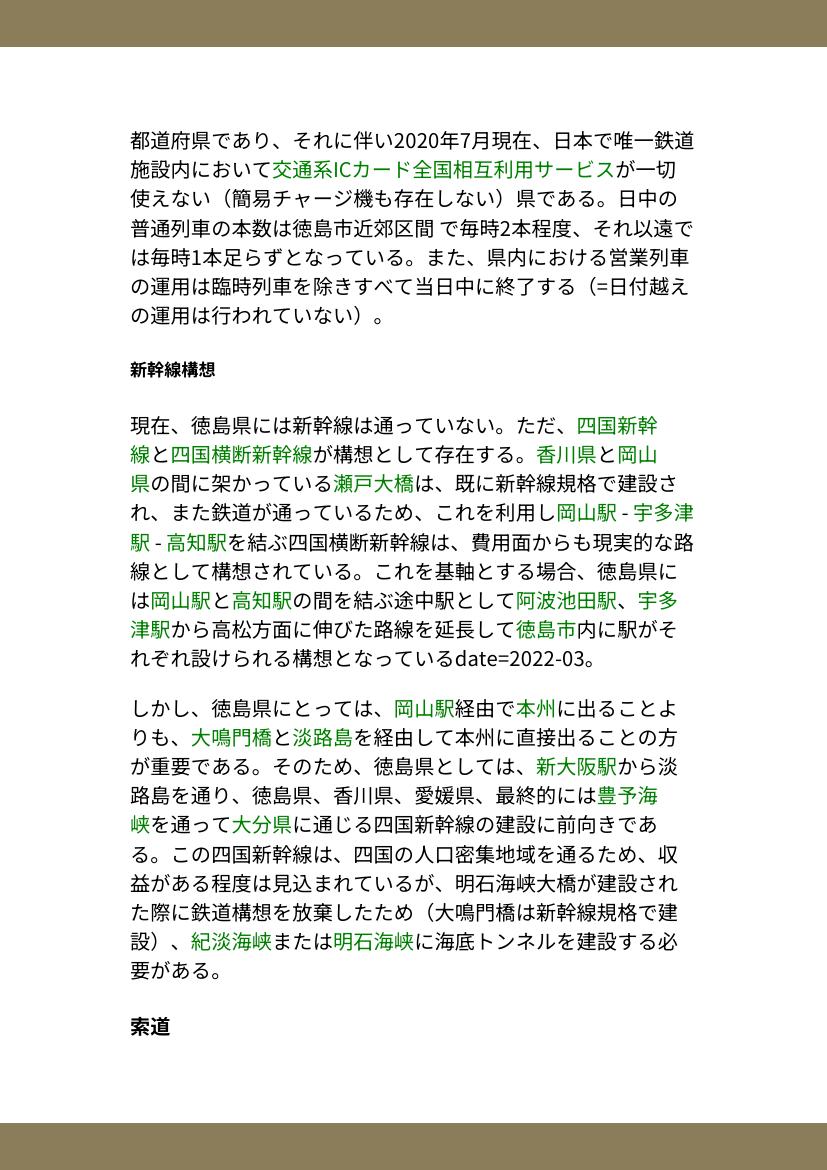 都道府県であり、それに伴い2020年7月現在、日本で唯一鉄道
施設内において交通系ICカード全国相互利用サービスが一切
使えない（簡易チャージ機も存在しない）県である。日中の
普通列車の本数は徳島市近郊区間 で毎時2本程度、それ以遠で
は毎時1本足らずとなっている。また、県内における営業列車
の運用は臨時列車を除きすべて当日中に終了する（=日付越え
の運用は行われていない）。
新幹線構想
現在、徳島県には新幹線は通っていない。ただ、四国新幹
線と四国横断新幹線が構想として存在する。香川県と岡山
県の間に架かっている瀬戸大橋は、既に新幹線規格で建設さ
れ、また鉄道が通っているため、これを利用し岡山駅 - 宇多津
駅 - 高知駅を結ぶ四国横断新幹線は、費用面からも現実的な路
線として構想されている。これを基軸とする場合、徳島県に
は岡山駅と高知駅の間を結ぶ途中駅として阿波池田駅、宇多
津駅から高松方面に伸びた路線を延長して徳島市内に駅がそ
れぞれ設けられる構想となっているdate=2022-03。
しかし、徳島県にとっては、岡山駅経由で本州に出ることよ
りも、大鳴門橋と淡路島を経由して本州に直接出ることの方
が重要である。そのため、徳島県としては、新大阪駅から淡
路島を通り、徳島県、香川県、愛媛県、最終的には豊予海
峡を通って大分県に通じる四国新幹線の建設に前向きであ
る。この四国新幹線は、四国の人口密集地域を通るため、収
益がある程度は見込まれているが、明石海峡大橋が建設され
た際に鉄道構想を放棄したため（大鳴門橋は新幹線規格で建
設）、紀淡海峡または明石海峡に海底トンネルを建設する必
要がある。
索道